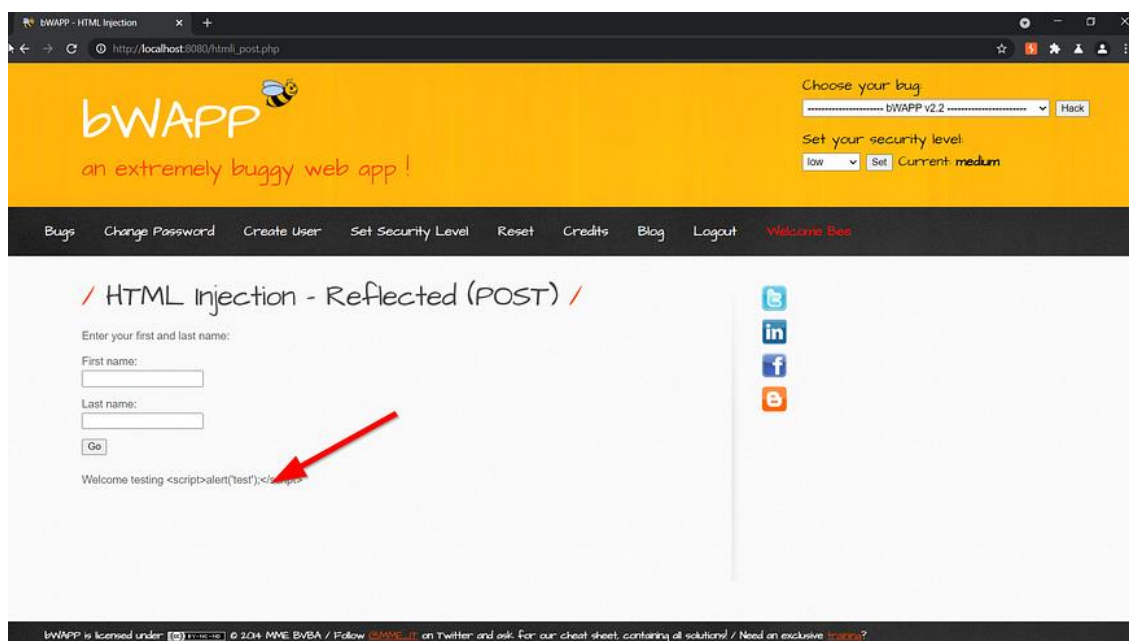 bWAPP - HTML Injection
http://localhost:8080/htmli_post.php
bWAPP
an extremely buggy web app !
Choose your bug:
---------------------- bWAPP v2.2 ----------------------- Hack
Set your security level:
low Set Current: medium
Bugs Change Password Create User Set Security Level Reset Credits Blog Logout Welcome Bee
/ HTML Injection - Reflected (POST) /
Enter your first and last name:
First name:
Last name:
Go
Welcome testing <script>alert('test');</script>
in
bWAPP is licensed under BY-NC-ND © 2014 MME BVBA / Follow @MME_IT on Twitter and ask for our cheat sheet, containing all solutions! / Need an exclusive training?